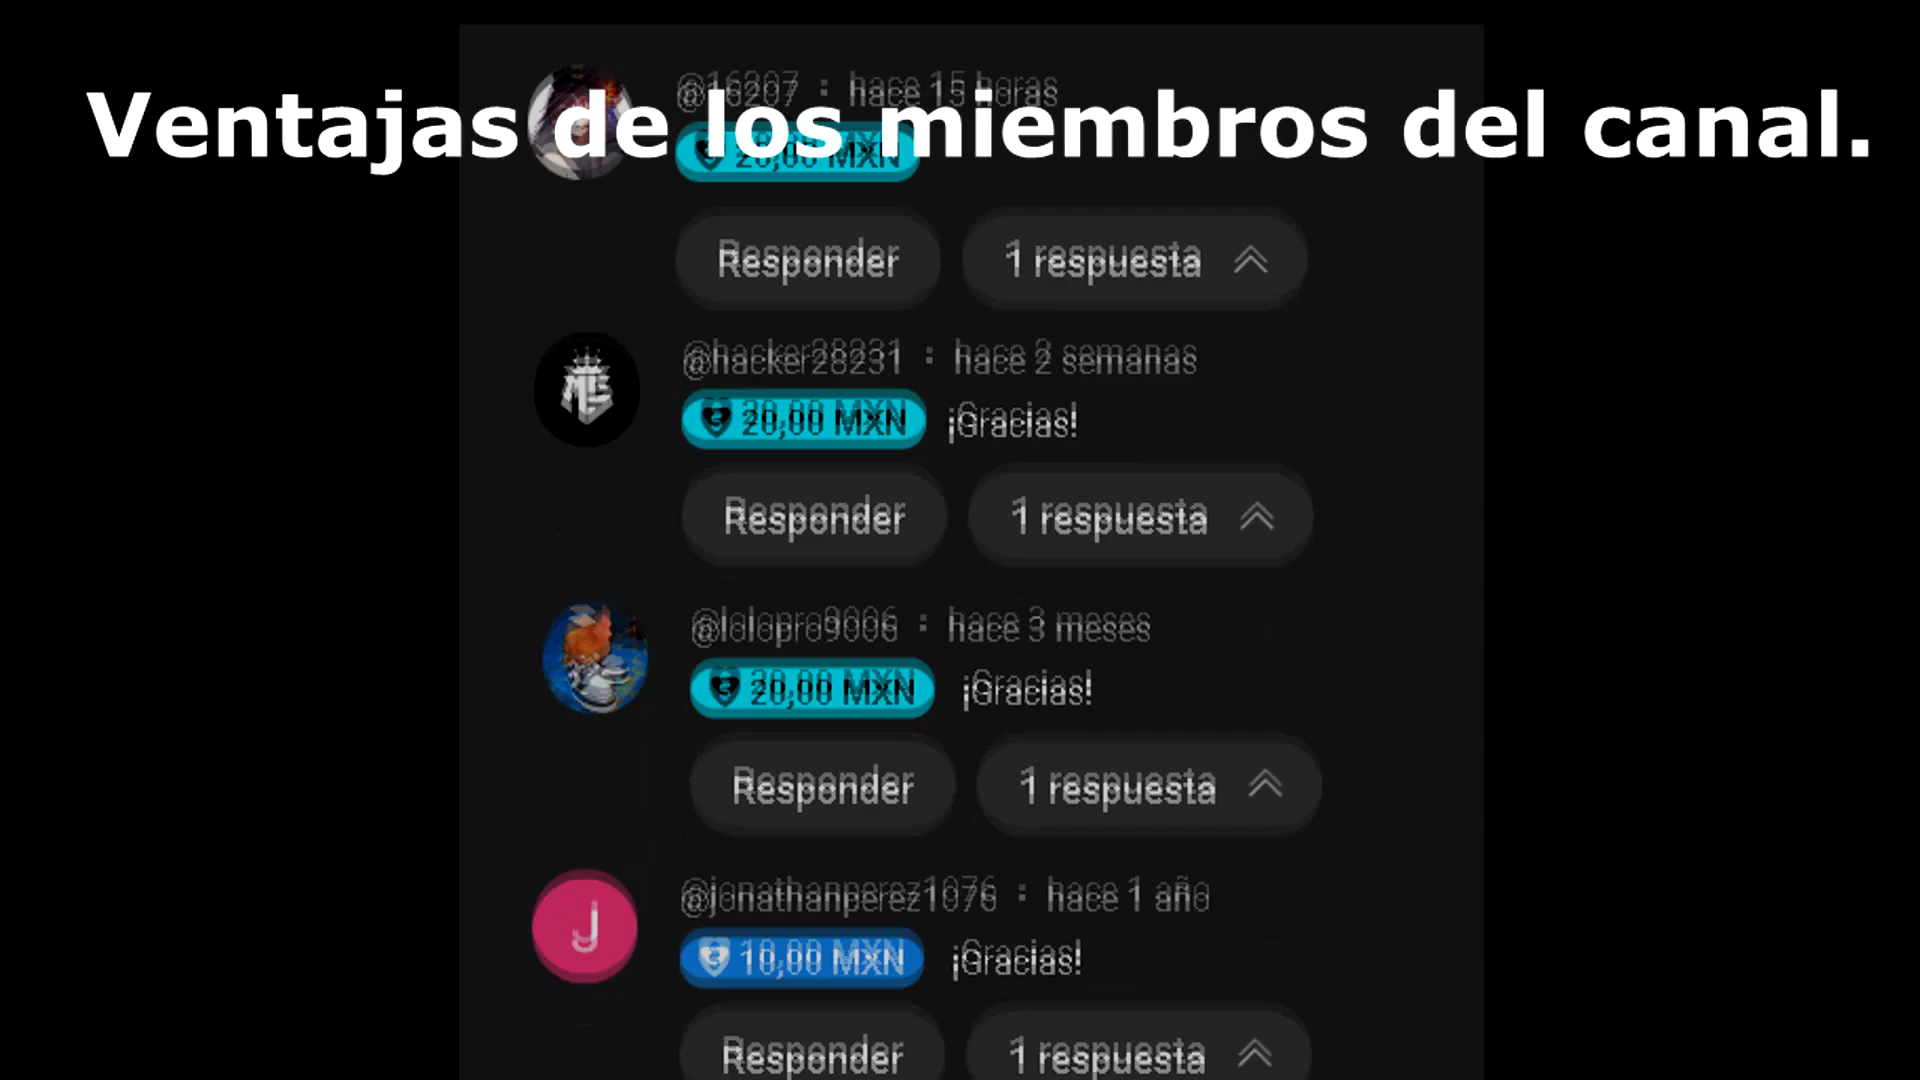 @16207 · hace 15 horas
Ventajas de los miembros del canal.
20,00 MXN
Responder 1 respuesta
@hacker28231 · hace 2 semanas
20,00 MXN ¡Gracias!
Responder 1 respuesta
@lolopro9006 · hace 3 meses
20,00 MXN ¡Gracias!
Responder 1 respuesta
J
@jonathanperez1076 · hace 1 año
10,00 MXN ¡Gracias!
Responder 1 respuesta